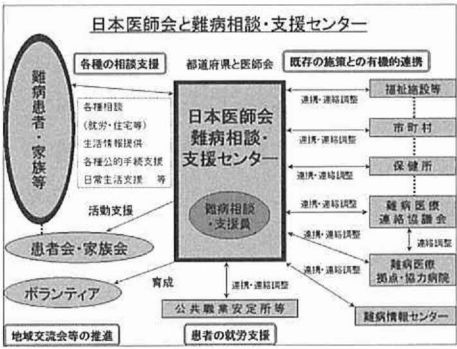 日本医師会と難病相談・支援センター
各種の相談支援
都道府県と医師会
既存の施策との有機的連携
難病患者・家族等
各種相談
(就労・住宅等)
生活情報提供
各種公的手続支援
日常生活支援　等
日本医師会
難病相談・
支援センター
難病相談
・支援員
連携・連絡調整
福祉施設等
連携・連絡調整
市町村
連携・連絡調整
保健所
連携・連絡調整
難病医療
連絡協議会
連携・連絡調整
連絡調整
難病医療
拠点・協力病院
連携・連絡調整
難病情報センター
活動支援
患者会・家族会
育成
ボランティア
連携・連絡調整
公共職業安定所等
地域交流会等の推進
患者の就労支援